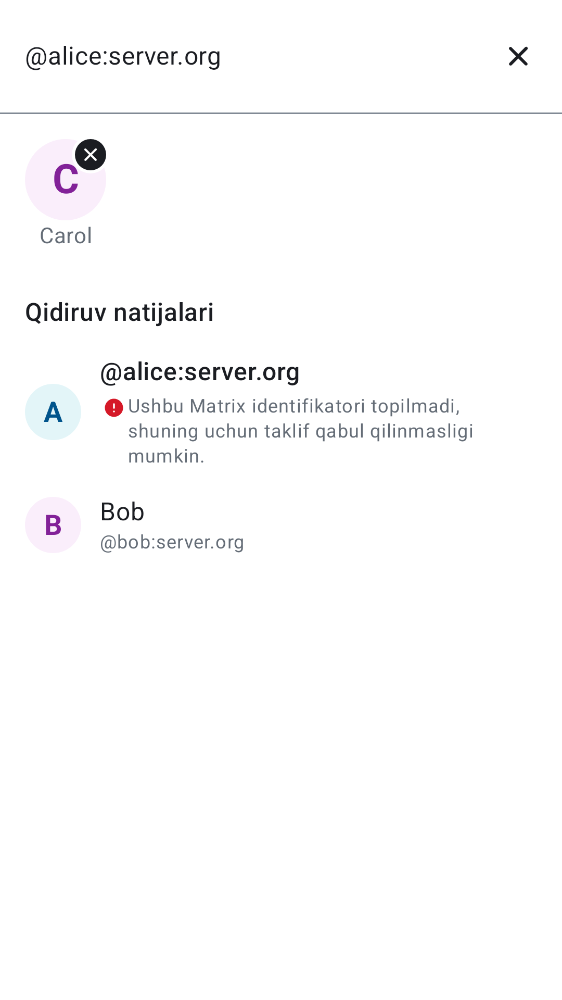 @alice:server.org
C
Carol
Qidiruv natijalari
@alice:server.org
A
Ushbu Matrix identifikatori topilmadi,
shuning uchun taklif qabul qilinmasligi
mumkin.
Bob
B
@bob:server.org